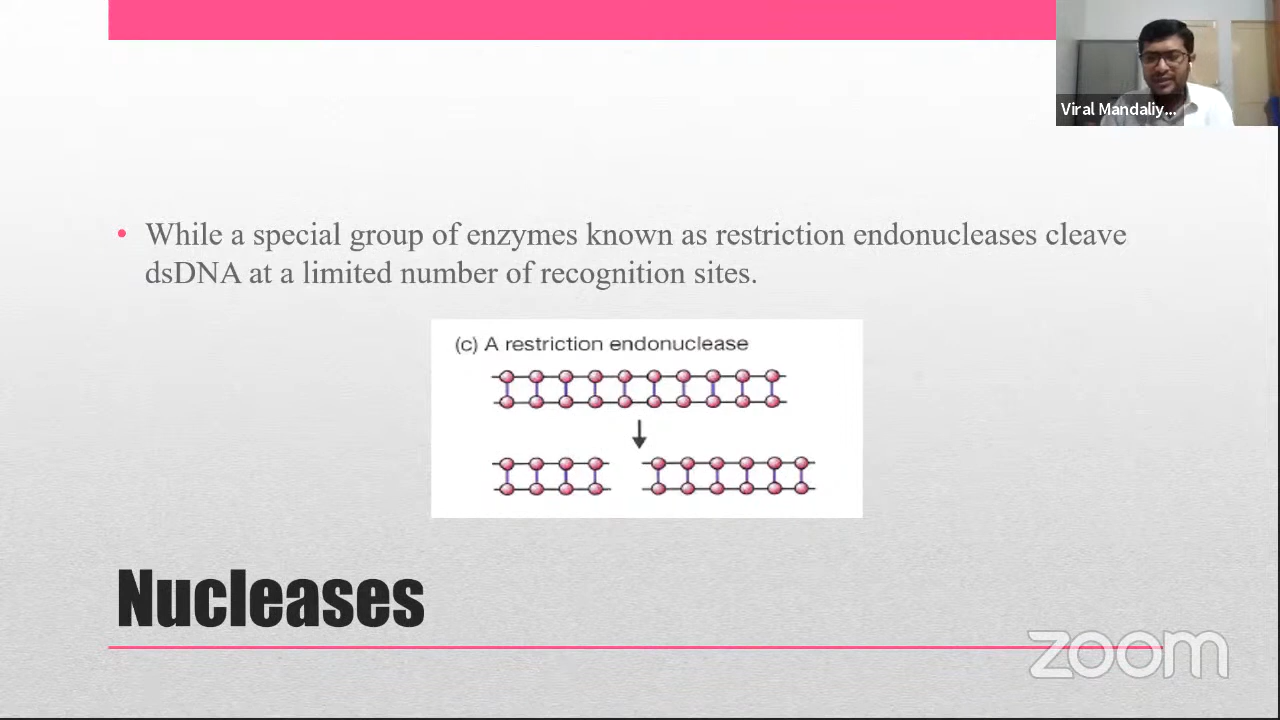 Viral Mandaliy...
• While a special group of enzymes known as restriction endonucleases cleave
dsDNA at a limited number of recognition sites.
(c) A restriction endonuclease
Nucleases
zoom